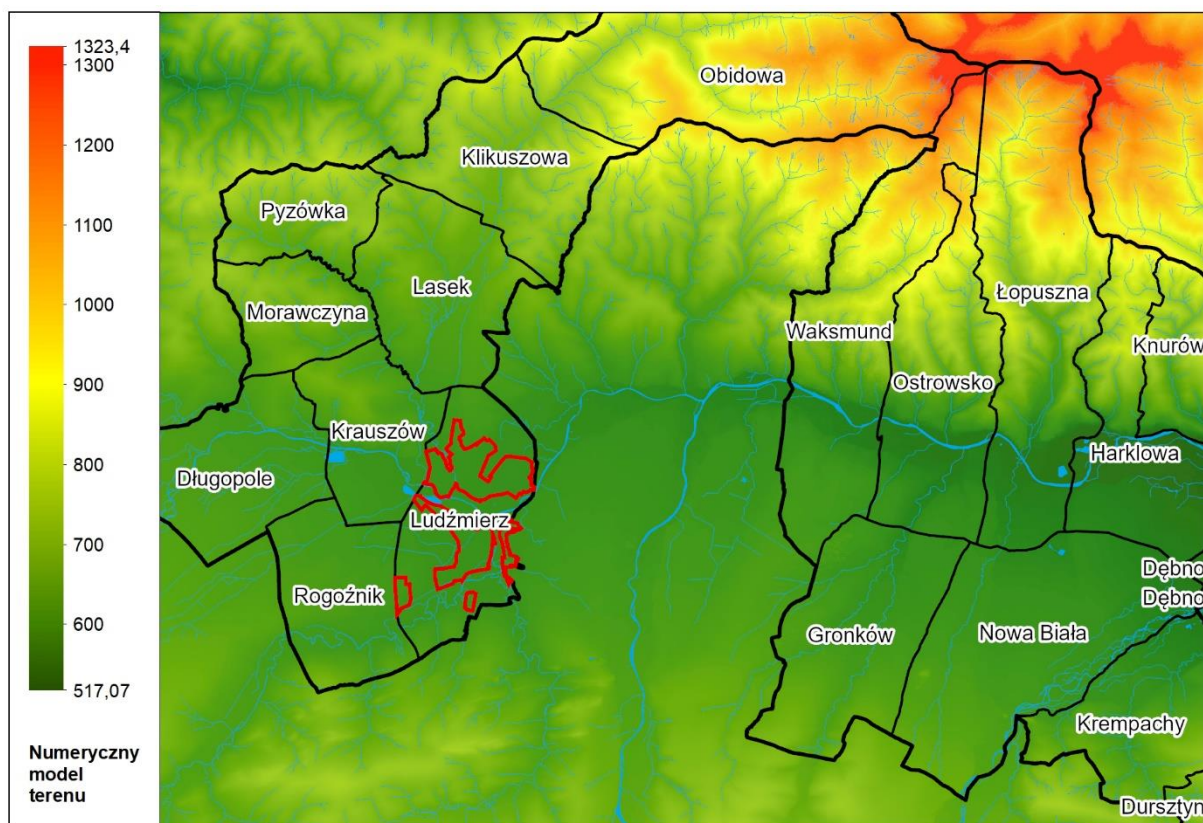 1323,4
1300
1200
1100
1000
900
800
700
600
517,07
Numeryczny
model
terenu
Obidowa
Klikuszowa
Pyzówka
Lasek
Morawczyna
Łopuszna
Waksmund
Knurów
Ostrowsko
Krauszów
Harklowa
Długopole
Ludźmierz
Dębno
Rogoźnik
Dębno
Gronków
Nowa Biała
Krempachy
Dursztyn